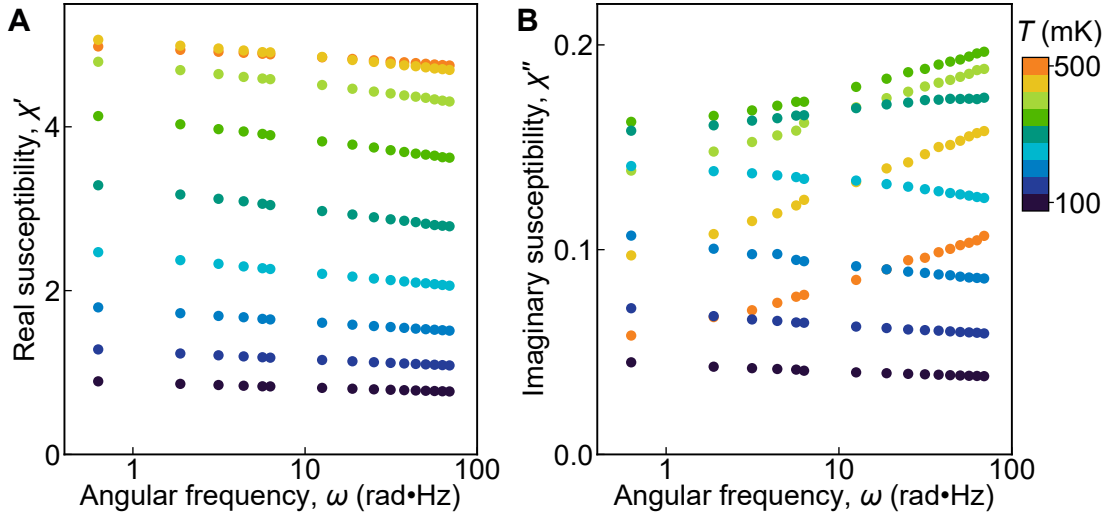 A
Real susceptibility, χ′
4
2
0
1
10
100
Angular frequency, ω (rad•Hz)
B
Imaginary susceptibility, χ″
0.2
0.1
0.0
1
10
100
Angular frequency, ω (rad•Hz)
T (mK)
500
100